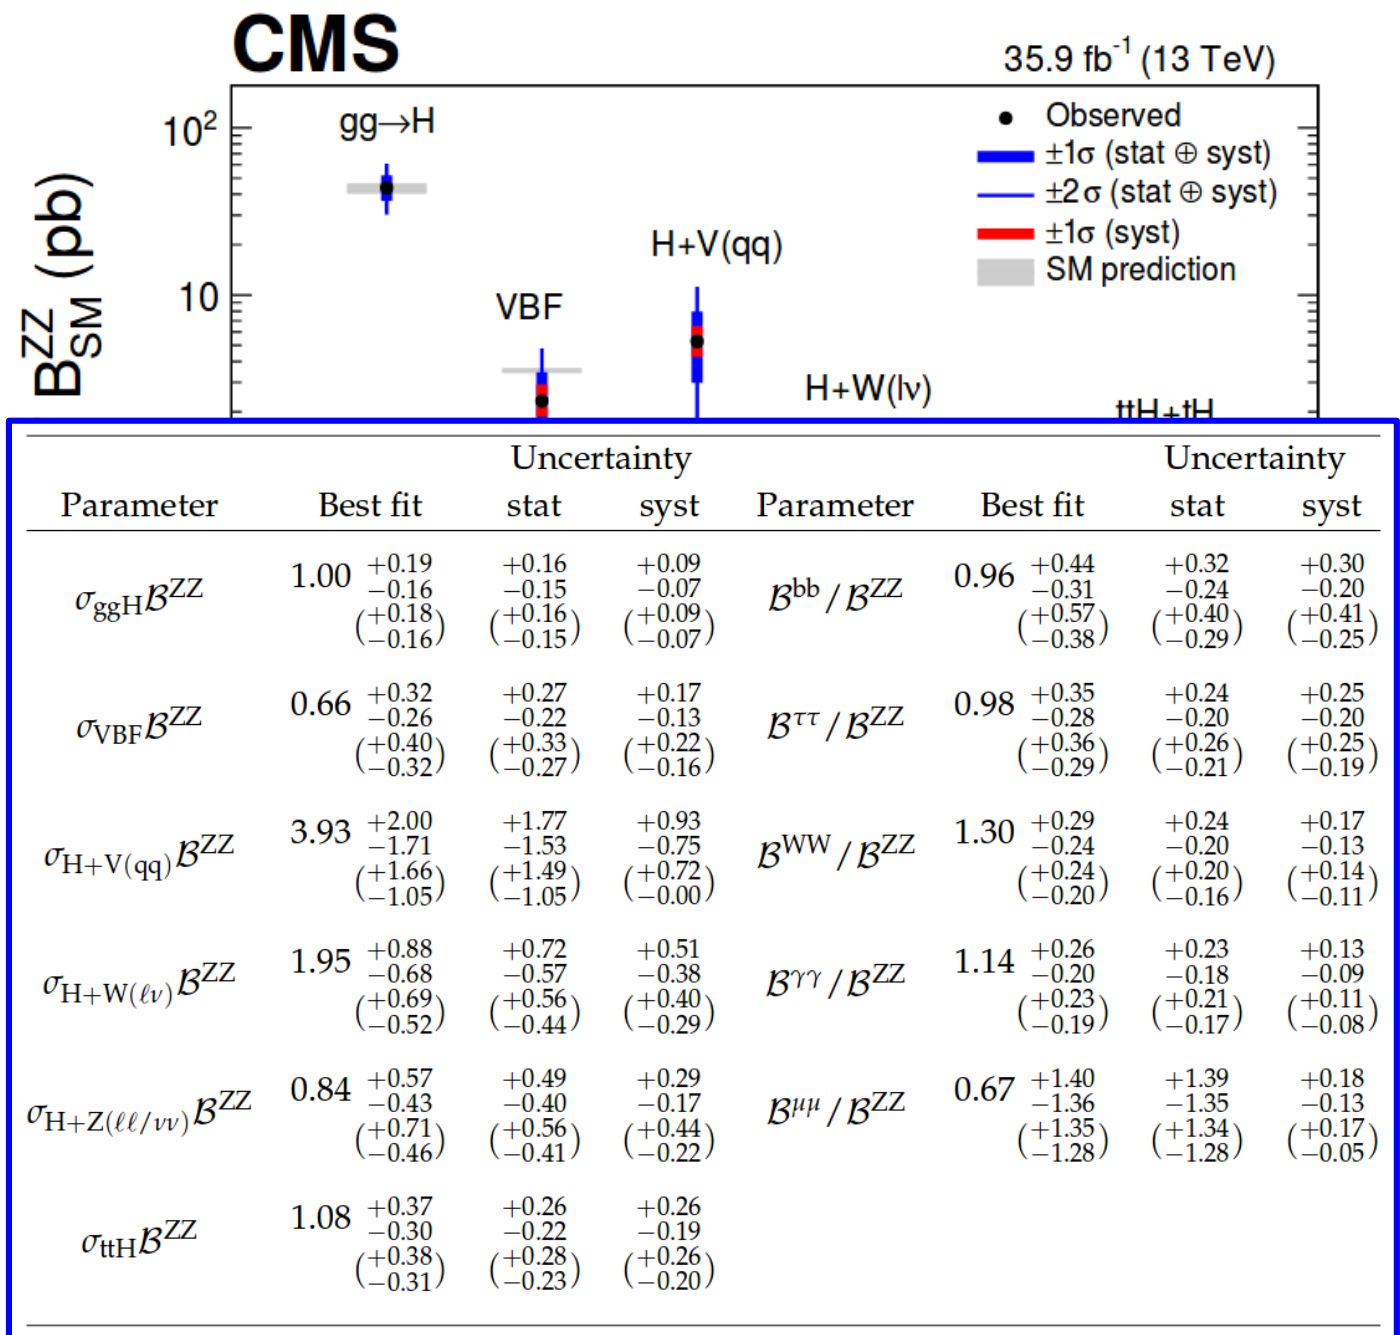 CMS
35.9 fb⁻¹ (13 TeV)
gg→H
10²
Observed
±1σ (stat ⊕ syst)
±2σ (stat ⊕ syst)
±1σ (syst)
SM prediction
H+V(qq)
B^ZZ_SM (pb)
10
VBF
H+W(lν)
ttH+tH
Uncertainty Uncertainty
Parameter Best fit stat syst Parameter Best fit stat syst
σ_ggH B^ZZ 1.00 +0.19 −0.16 (+0.18 −0.16) +0.16 −0.15 (+0.16 −0.15) +0.09 −0.07 (+0.09 −0.07) B^bb / B^ZZ 0.96 +0.44 −0.31 (+0.57 −0.38) +0.32 −0.24 (+0.40 −0.29) +0.30 −0.20 (+0.41 −0.25)
σ_VBF B^ZZ 0.66 +0.32 −0.26 (+0.40 −0.32) +0.27 −0.22 (+0.33 −0.27) +0.17 −0.13 (+0.22 −0.16) B^ττ / B^ZZ 0.98 +0.35 −0.28 (+0.36 −0.29) +0.24 −0.20 (+0.26 −0.21) +0.25 −0.20 (+0.25 −0.19)
σ_H+V(qq) B^ZZ 3.93 +2.00 −1.71 (+1.66 −1.05) +1.77 −1.53 (+1.49 −1.05) +0.93 −0.75 (+0.72 −0.00) B^WW / B^ZZ 1.30 +0.29 −0.24 (+0.24 −0.20) +0.24 −0.20 (+0.20 −0.16) +0.17 −0.13 (+0.14 −0.11)
σ_H+W(ℓν) B^ZZ 1.95 +0.88 −0.68 (+0.69 −0.52) +0.72 −0.57 (+0.56 −0.44) +0.51 −0.38 (+0.40 −0.29) B^γγ / B^ZZ 1.14 +0.26 −0.20 (+0.23 −0.19) +0.23 −0.18 (+0.21 −0.17) +0.13 −0.09 (+0.11 −0.08)
σ_H+Z(ℓℓ/νν) B^ZZ 0.84 +0.57 −0.43 (+0.71 −0.46) +0.49 −0.40 (+0.56 −0.41) +0.29 −0.17 (+0.44 −0.22) B^μμ / B^ZZ 0.67 +1.40 −1.36 (+1.35 −1.28) +1.39 −1.35 (+1.34 −1.28) +0.18 −0.13 (+0.17 −0.05)
σ_ttH B^ZZ 1.08 +0.37 −0.30 (+0.38 −0.31) +0.26 −0.22 (+0.28 −0.23) +0.26 −0.19 (+0.26 −0.20)